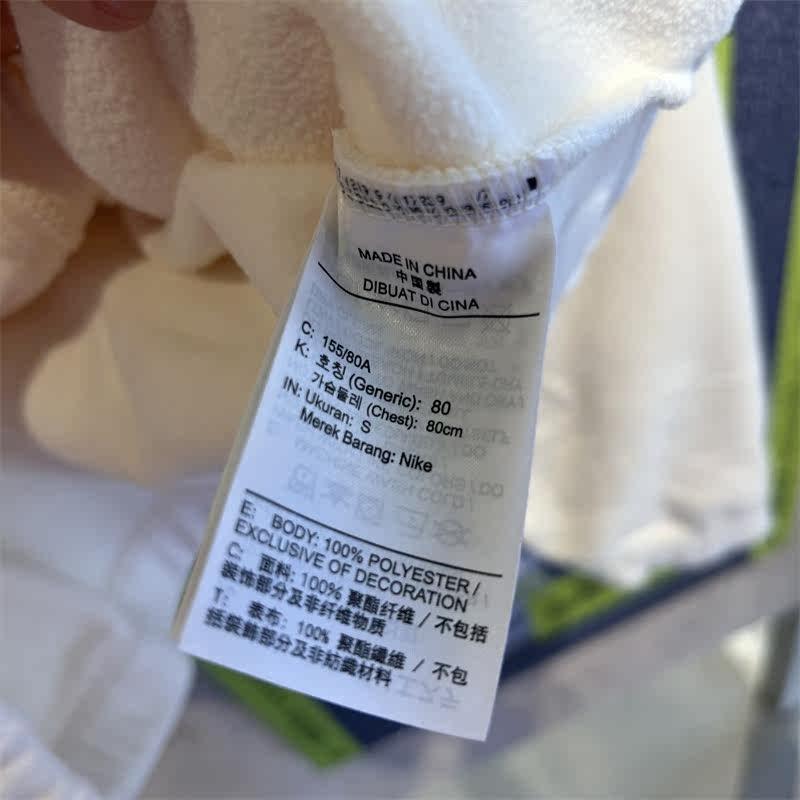 MADE IN CHINA
中國製
DIBUAT DI CINA
C: 155/80A
K: 호칭 (Generic): 80
가슴둘레 (Chest): 80cm
IN: Ukuran: S
Merek Barang: Nike
E: BODY: 100% POLYESTER /
EXCLUSIVE OF DECORATION
C: 面料: 100% 聚酯纤维 / 不包括
装饰部分及非纤维物质
T: 表布: 100% 聚酯纖維 / 不包
括裝飾部分及非紡織材料